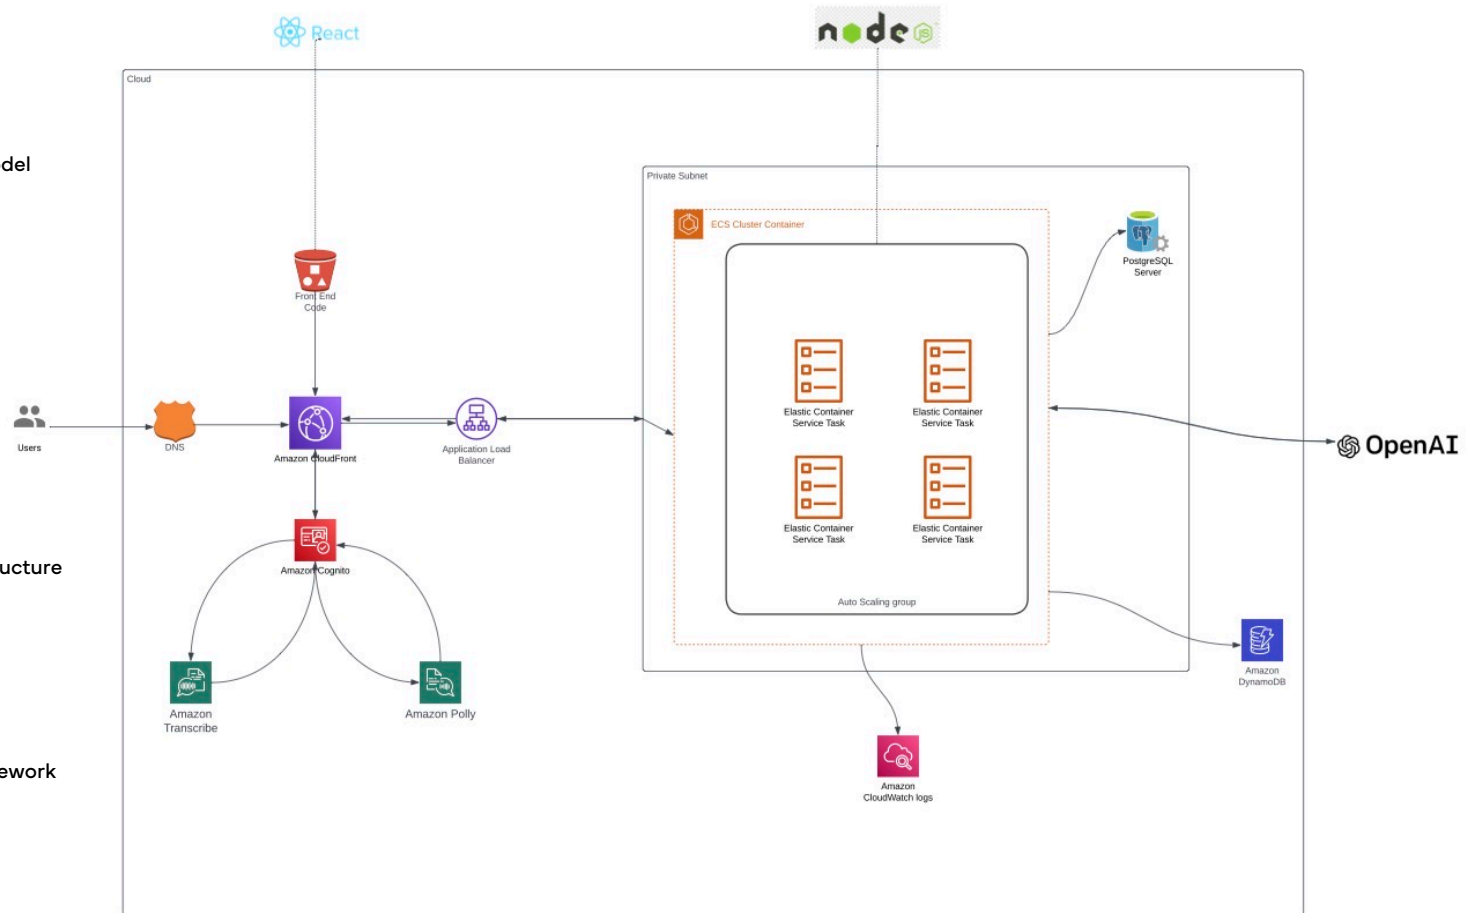 React
node
JS
Cloud
del
Private Subnet
ECS Cluster Container
PostgreSQL
Server
Front End
Code
Elastic Container
Service Task
Elastic Container
Service Task
Users
DNS
Amazon CloudFront
Application Load
Balancer
OpenAI
Elastic Container
Service Task
Elastic Container
Service Task
ucture
Amazon Cognito
Auto Scaling group
Amazon
DynamoDB
Amazon
Transcribe
Amazon Polly
ework
Amazon
CloudWatch logs